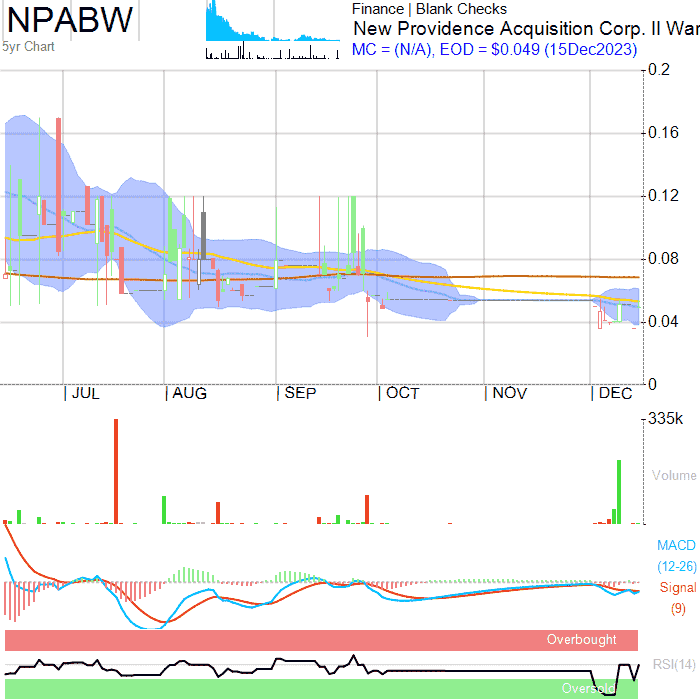 NPABW
5yr Chart
Finance | Blank Checks
New Providence Acquisition Corp. II War
MC = (N/A), EOD = $0.049 (15Dec2023)
0.2
0.16
0.12
0.08
0.04
0
| JUL
| AUG
| SEP
| OCT
| NOV
| DEC
335k
Volume
MACD
(12-26)
Signal
(9)
Overbought
RSI(14)
Oversold